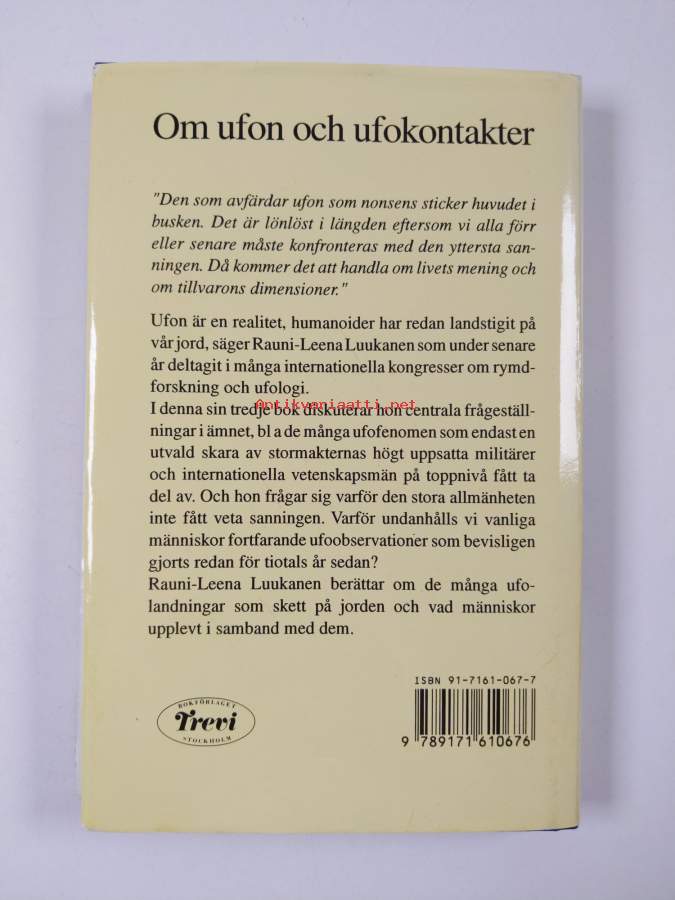 Om ufon och ufokontakter
"Den som avfärdar ufon som nonsens sticker huvudet i
busken. Det är lönlöst i längden eftersom vi alla förr
eller senare måste konfronteras med den yttersta san-
ningen. Då kommer det att handla om livets mening och
om tillvarons dimensioner."
Ufon är en realitet, humanoider har redan landstigit på
vår jord, säger Rauni-Leena Luukanen som under senare
år deltagit i många internationella kongresser om rymd-
forskning och ufologi.
Antikvariaatti.net
I denna sin tredje bok diskuterar hon centrala frågeställ-
ningar i ämnet, bl a de många ufofenomen som endast en
utvald skara av stormakternas högt uppsatta militärer
och internationella vetenskapsmän på toppnivå fått ta
del av. Och hon frågar sig varför den stora allmänheten
inte fått veta sanningen. Varför undanhålls vi vanliga
människor fortfarande ufoobservationer som bevisligen
gjorts redan för tiotals år sedan?
Rauni-Leena Luukanen berättar om de många ufo-
landningar som skett på jorden och vad människor
upplevt i samband med dem.
ISBN 91-7161-067-7
BOKFÖRLAGET
Trevi
STOCKHOLM
9 789171 610676